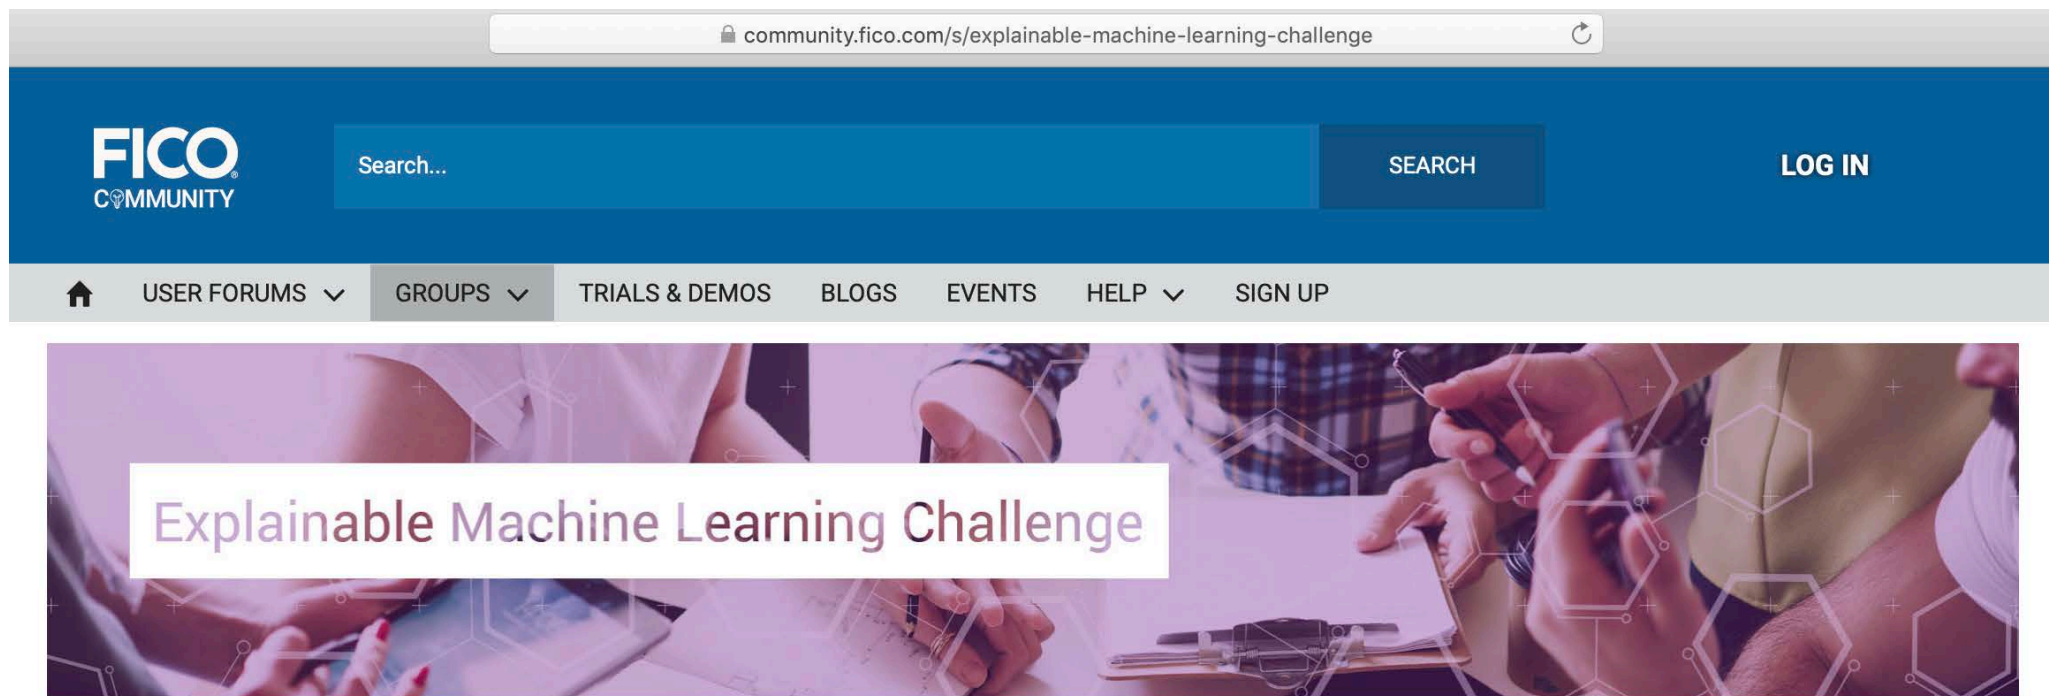 community.fico.com/s/explainable-machine-learning-challenge
FICO®
COMMUNITY
Search...
SEARCH
LOG IN
USER FORUMS
GROUPS
TRIALS & DEMOS
BLOGS
EVENTS
HELP
SIGN UP
Explainable Machine Learning Challenge